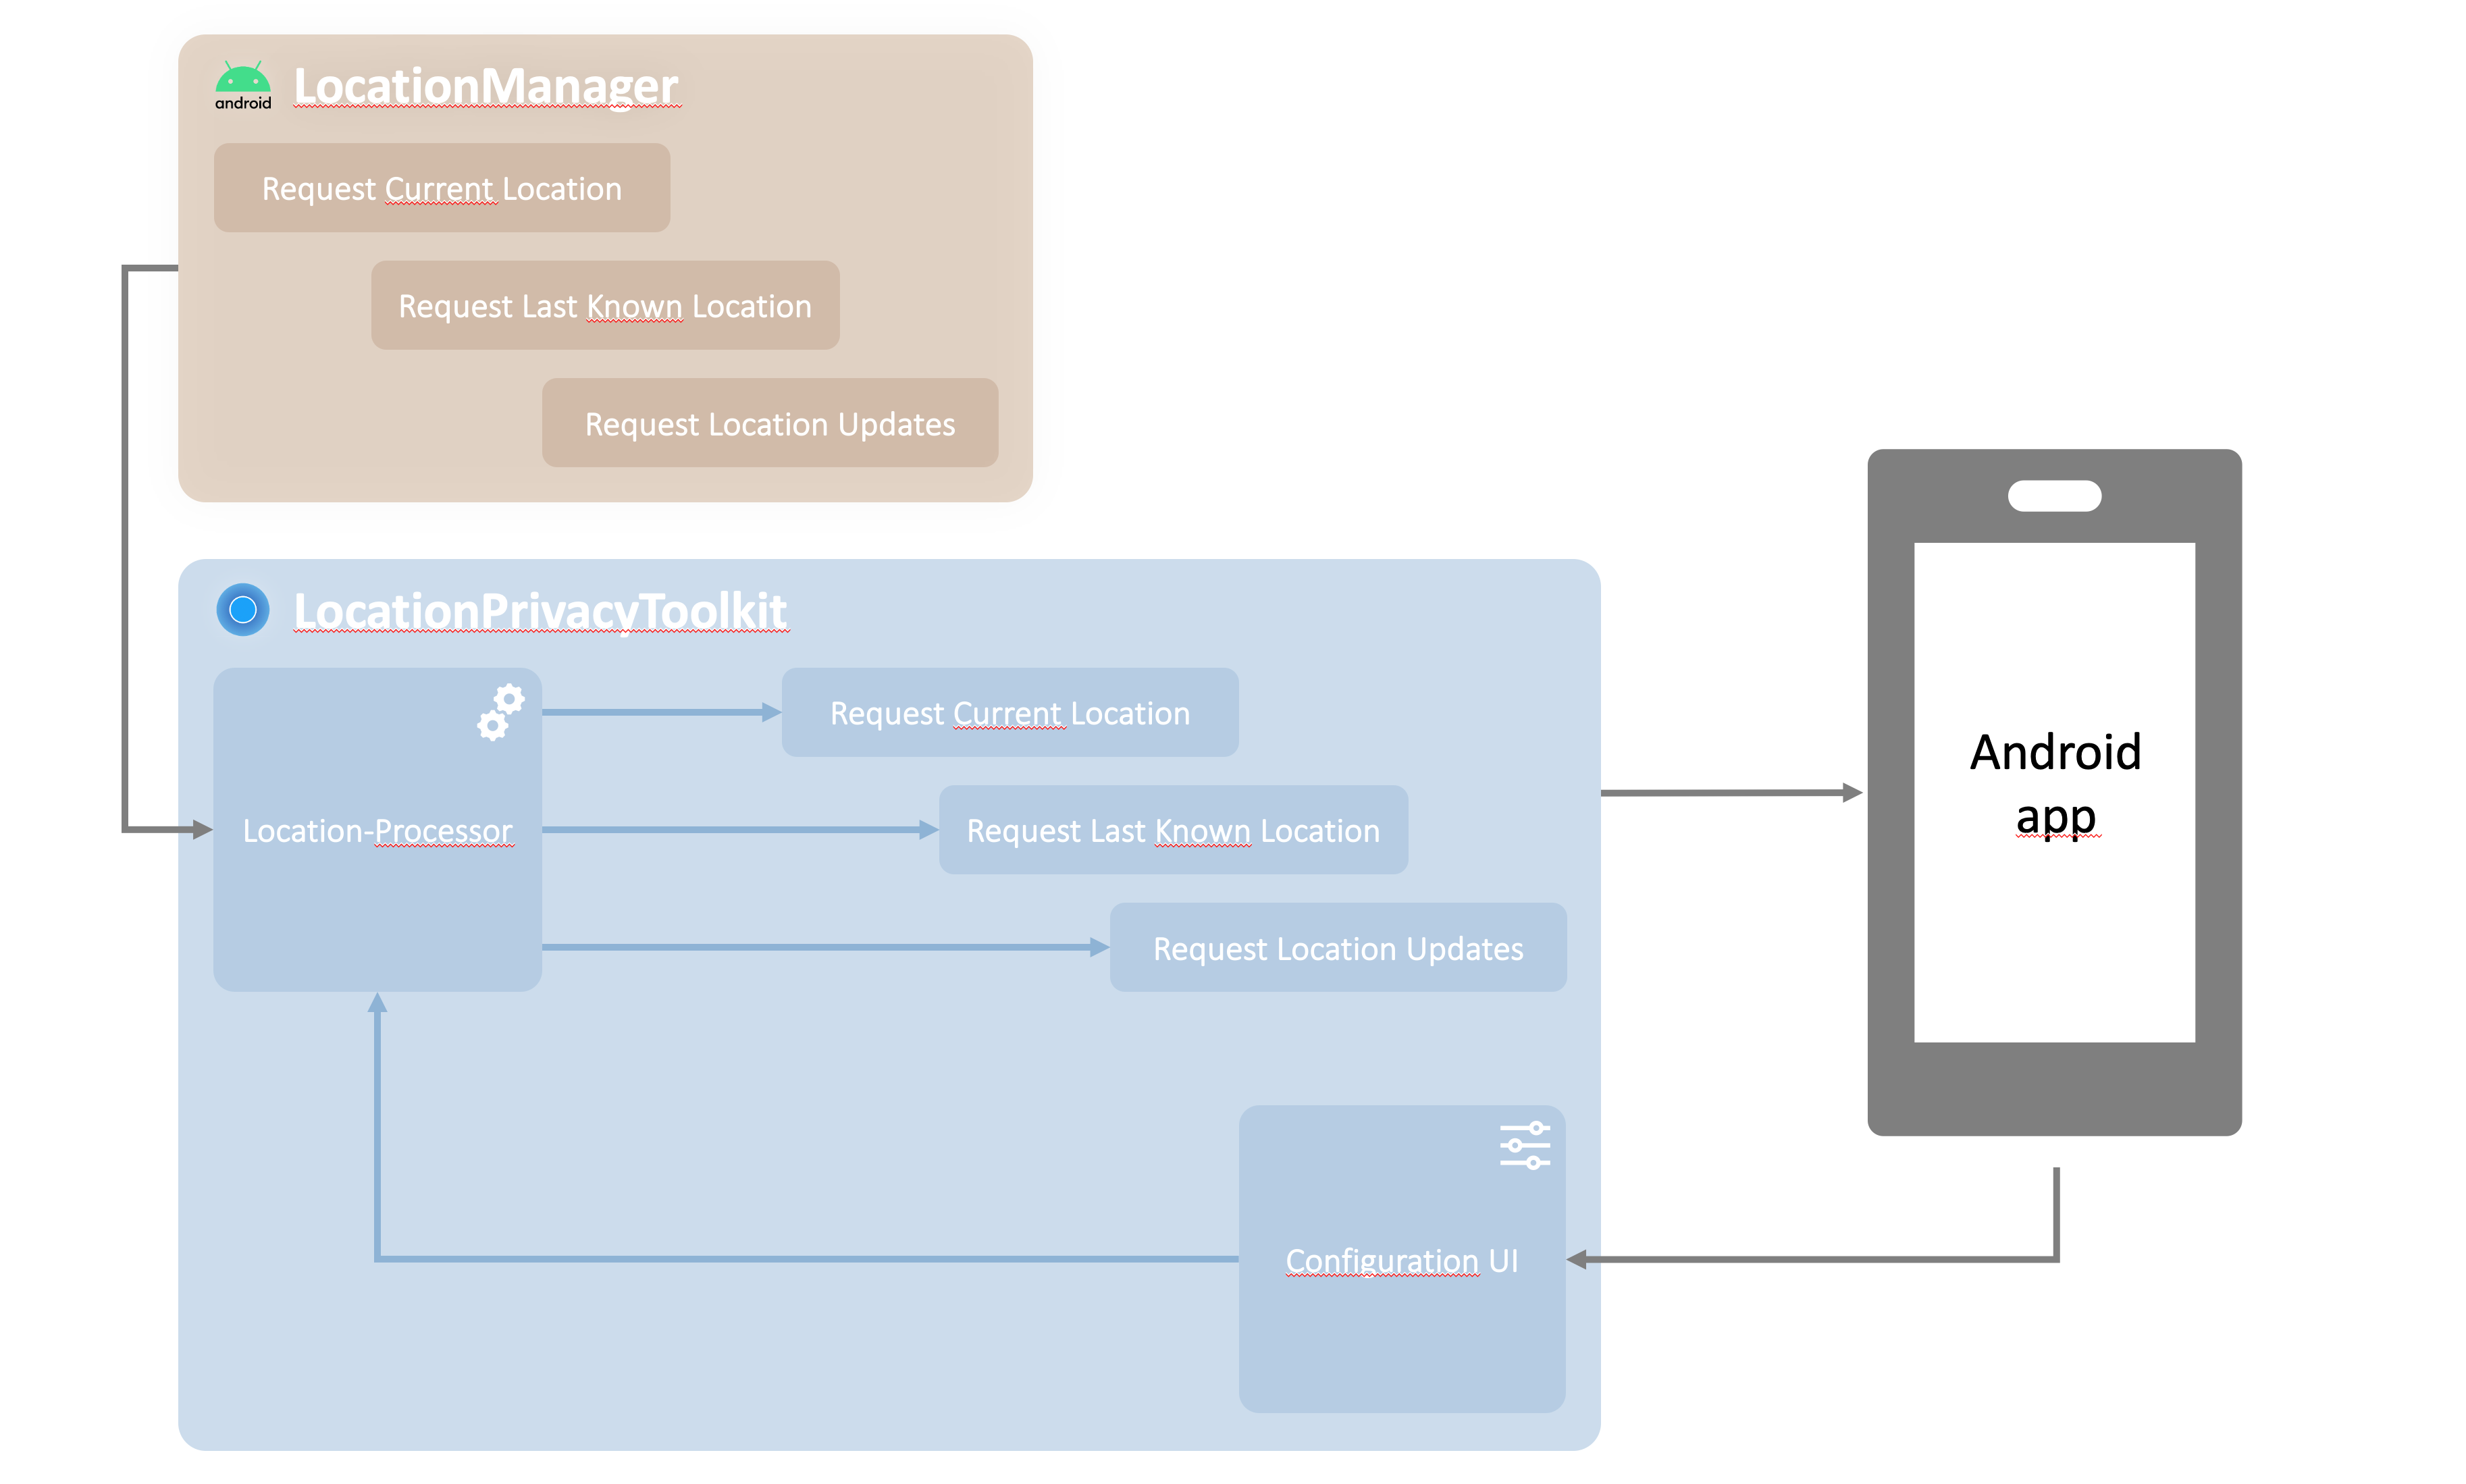 android
LocationManager
Request Current Location
Request Last Known Location
Request Location Updates
LocationPrivacyToolkit
Location-Processor
Request Current Location
Request Last Known Location
Request Location Updates
Configuration UI
Android
app